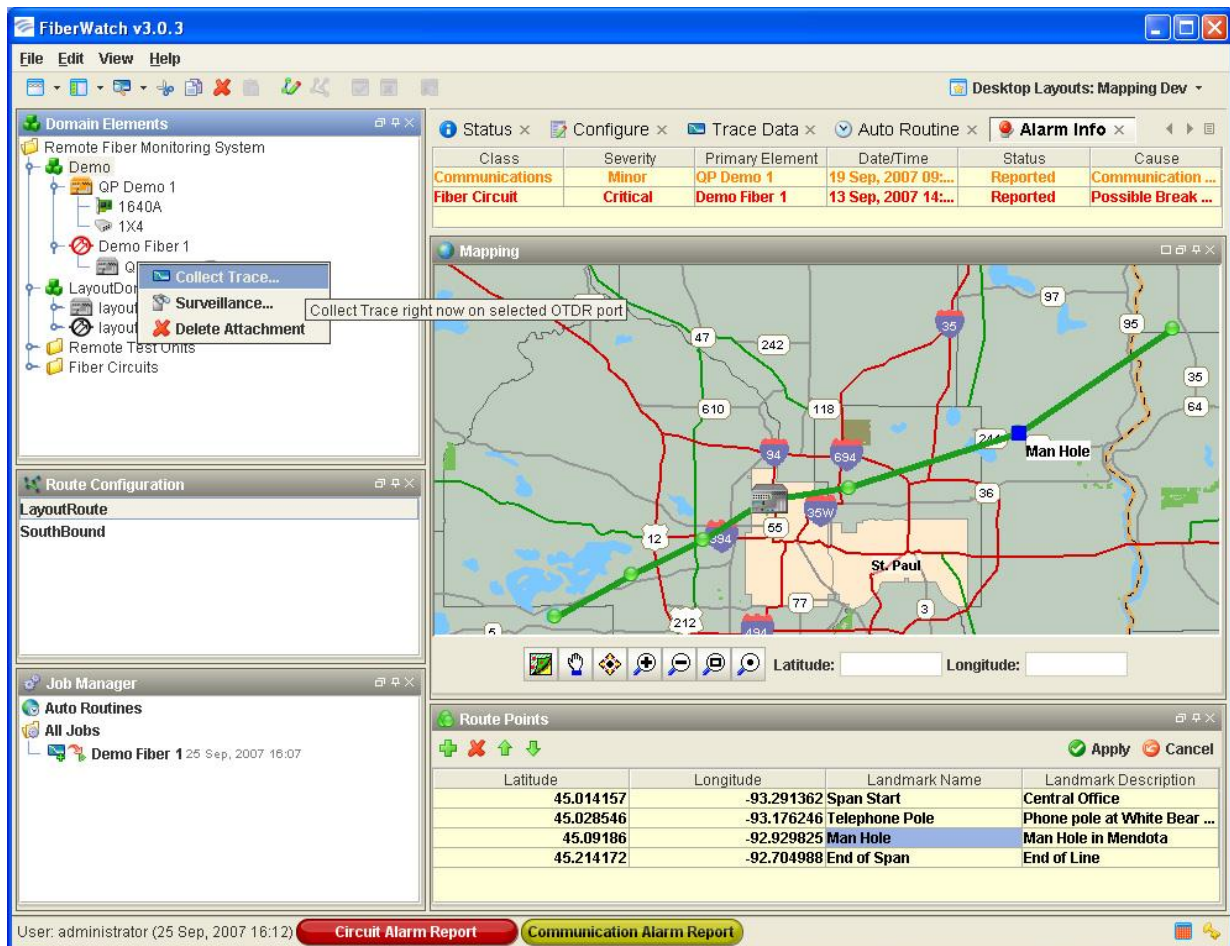 FiberWatch v3.0.3
File Edit View Help
Desktop Layouts: Mapping Dev
Domain Elements
Remote Fiber Monitoring System
Demo
QP Demo 1
1640A
1X4
Demo Fiber 1
Q
LayoutDor
layout
layout
Remote Test Units
Fiber Circuits
Collect Trace...
Surveillance...
Delete Attachment
Collect Trace right now on selected OTDR port
Route Configuration
LayoutRoute
SouthBound
Job Manager
Auto Routines
All Jobs
Demo Fiber 1 25 Sep, 2007 16:07
Status Configure Trace Data Auto Routine Alarm Info
Class Severity Primary Element Date/Time Status Cause
Communications Minor QP Demo 1 19 Sep, 2007 09:... Reported Communication ...
Fiber Circuit Critical Demo Fiber 1 13 Sep, 2007 14:... Reported Possible Break ...
Mapping
97
35
95
47
242
35
610
118
64
244
94
694
Man Hole
36
35W
55
12
394
St. Paul
77
3
212
5
494
Latitude: Longitude:
Route Points
Apply Cancel
Latitude Longitude Landmark Name Landmark Description
45.014157 -93.291362 Span Start Central Office
45.028546 -93.176246 Telephone Pole Phone pole at White Bear ...
45.09186 -92.929825 Man Hole Man Hole in Mendota
45.214172 -92.704988 End of Span End of Line
User: administrator (25 Sep, 2007 16:12) Circuit Alarm Report Communication Alarm Report